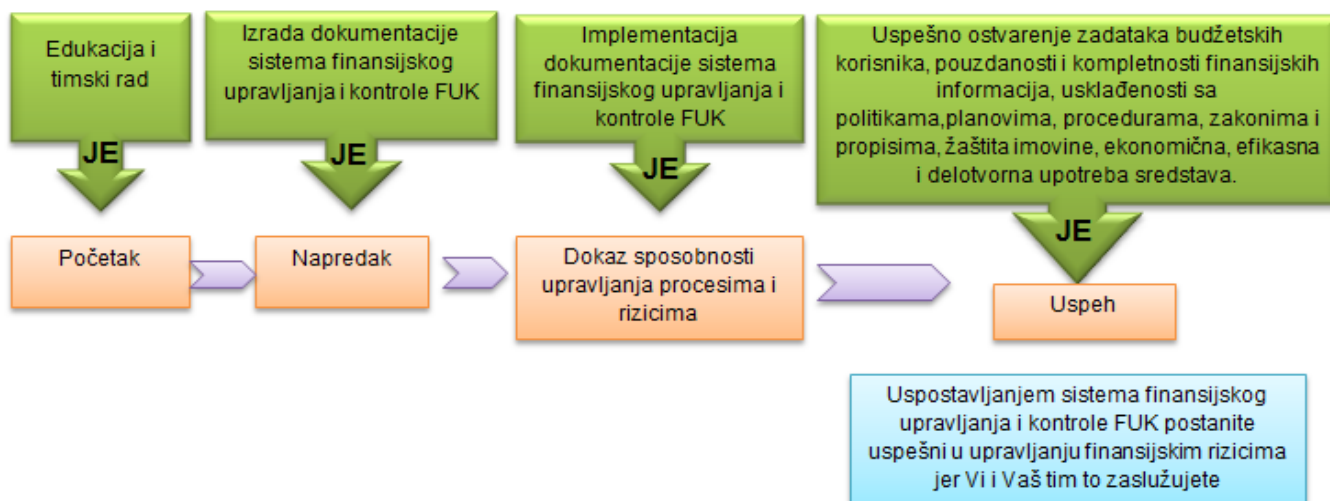 Edukacija i
timski rad
JE
Izrada dokumentacije
sistema finansijskog
upravljanja i kontrole FUK
JE
Implementacija
dokumentacije sistema
finansijskog upravljanja i
kontrole FUK
JE
Uspešno ostvarenje zadataka budžetskih
korisnika, pouzdanosti i kompletnosti finansijskih
informacija, usklađenosti sa
politikama,planovima, procedurama, zakonima i
propisima, žaštita imovine, ekonomična, efikasna
i delotvorna upotreba sredstava.
JE
Početak
Napredak
Dokaz sposobnosti
upravljanja procesima i
rizicima
Uspeh
Uspostavljanjem sistema finansijskog
upravljanja i kontrole FUK postanite
uspešni u upravljanju finansijskim rizicima
jer Vi i Vaš tim to zaslužujete